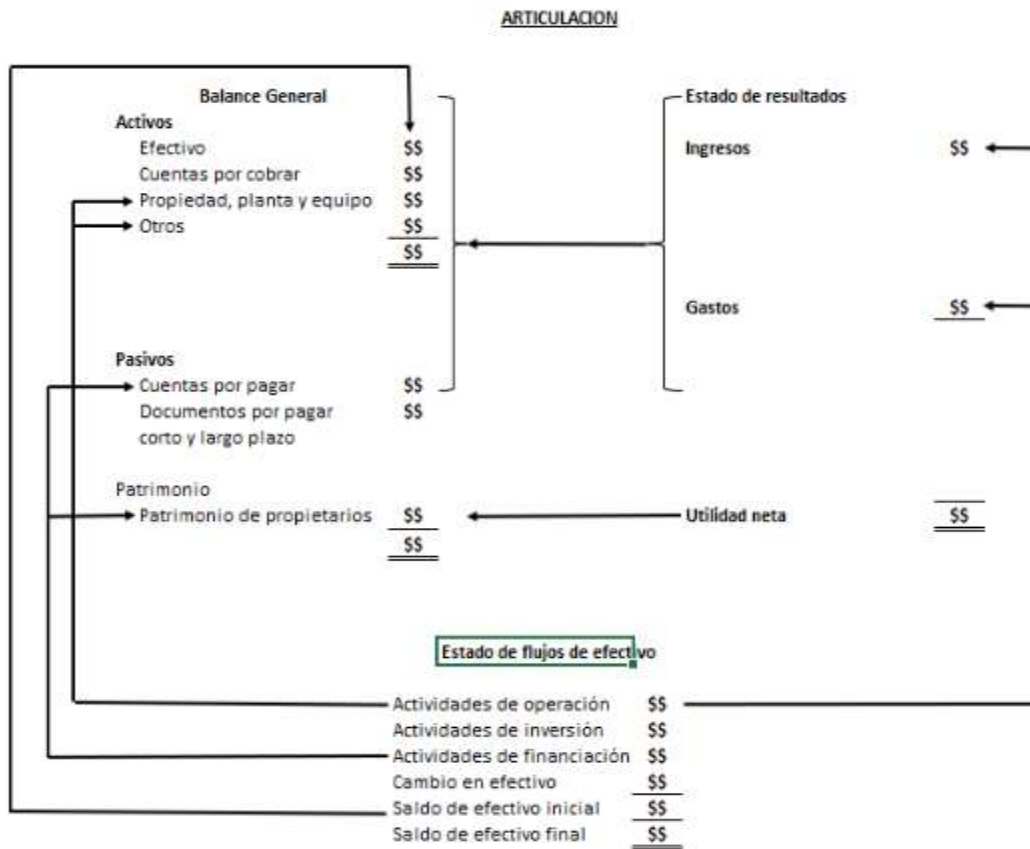 ARTICULACION
Balance General
Estado de resultados
Activos
Efectivo $$
Ingresos $$
Cuentas por cobrar $$
Propiedad, planta y equipo $$
Otros $$
$$
Gastos $$
Pasivos
Cuentas por pagar $$
Documentos por pagar $$
corto y largo plazo
Patrimonio
Patrimonio de propietarios $$
Utilidad neta $$
$$
Estado de flujos de efectivo
Actividades de operación $$
Actividades de inversión $$
Actividades de financiación $$
Cambio en efectivo $$
Saldo de efectivo inicial $$
Saldo de efectivo final $$